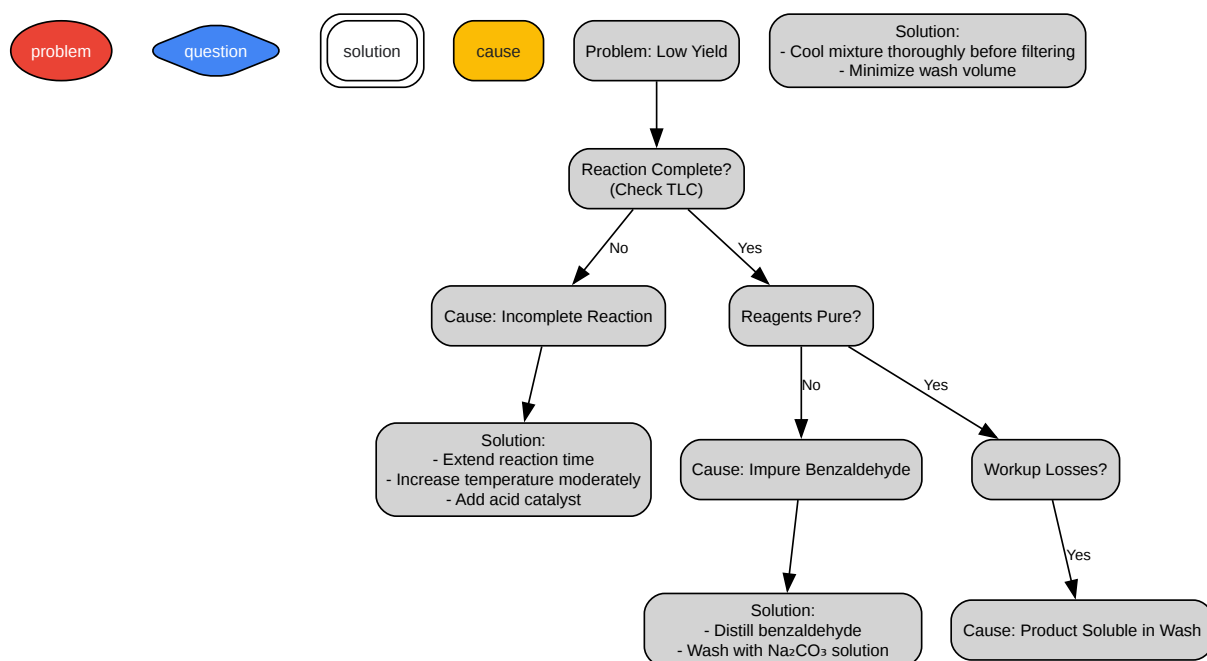 problem
question
solution
cause
Problem: Low Yield
Solution:
- Cool mixture thoroughly before filtering
- Minimize wash volume
Reaction Complete?
(Check TLC)
No
Yes
Cause: Incomplete Reaction
Reagents Pure?
No
Yes
Solution:
- Extend reaction time
- Increase temperature moderately
- Add acid catalyst
Cause: Impure Benzaldehyde
Workup Losses?
Yes
Solution:
- Distill benzaldehyde
- Wash with Na₂CO₃ solution
Cause: Product Soluble in Wash